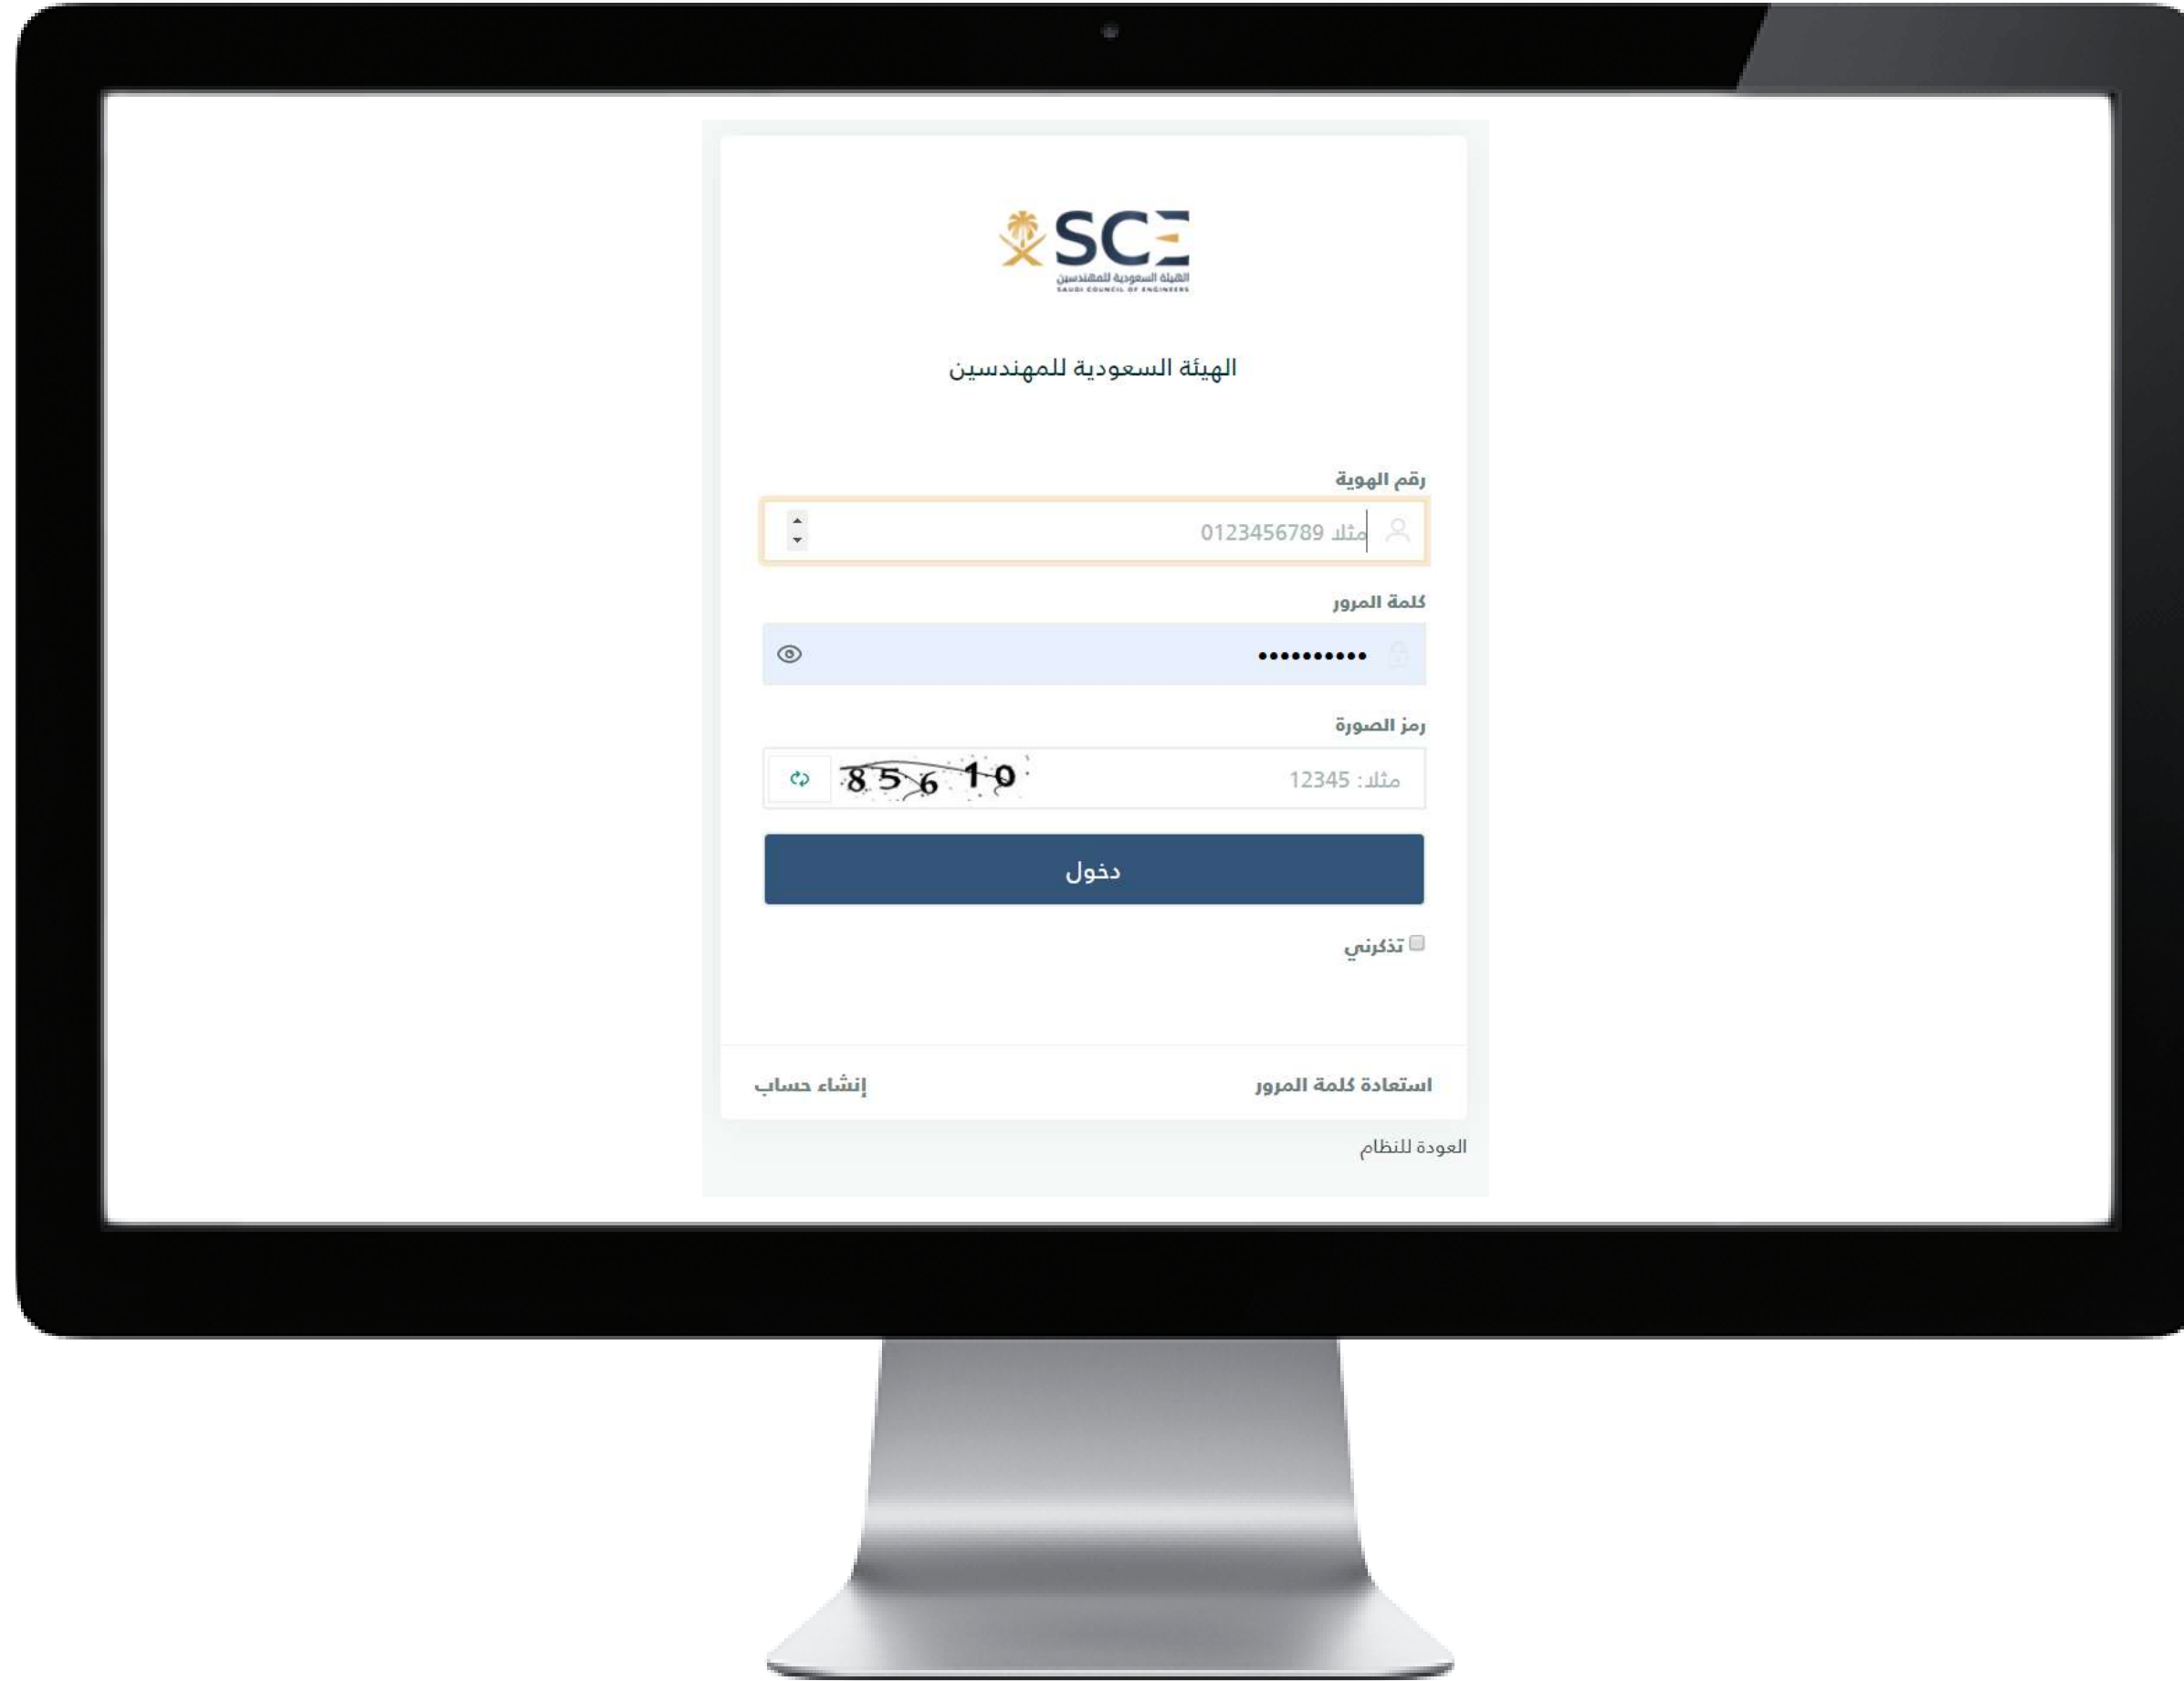 SCE
الهيئة السعودية للمهندسين
SAUDI COUNCIL OF ENGINEERS
الهيئة السعودية للمهندسين
رقم الهوية
مثلا 0123456789
كلمة المرور
••••••••••
رمز الصورة
مثلا: 12345
85610
دخول
تذكرني
استعادة كلمة المرور
إنشاء حساب
العودة للنظام